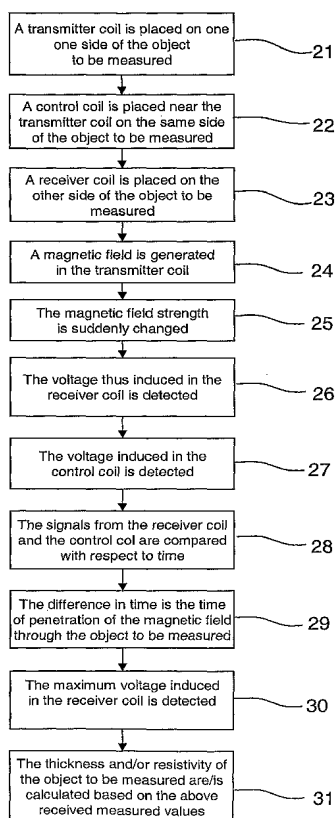 A transmitter coil is placed on one
one side of the object
to be measured
21
A control coil is placed near the
transmitter coil on the same
side of the object to be measured
22
A receiver coil is placed on the
other side of the object to be
measured
23
A magnetic field is generated
in the transmitter coil
24
The magnetic field strength
is suddenly changed
25
The voltage thus induced in the
receiver coil is detected
26
The voltage induced in the
control coil is detected
27
The signals from the receiver coil
and the control col are compared
with respect to time
28
The difference in time is the time
of penetration of the magnetic field
through the object to be measured
29
The maximum voltage induced
in the receiver coil is detected
30
The thickness and/or resistivity of
the object to be measured are/is
calculated based on the above
received measured values
31